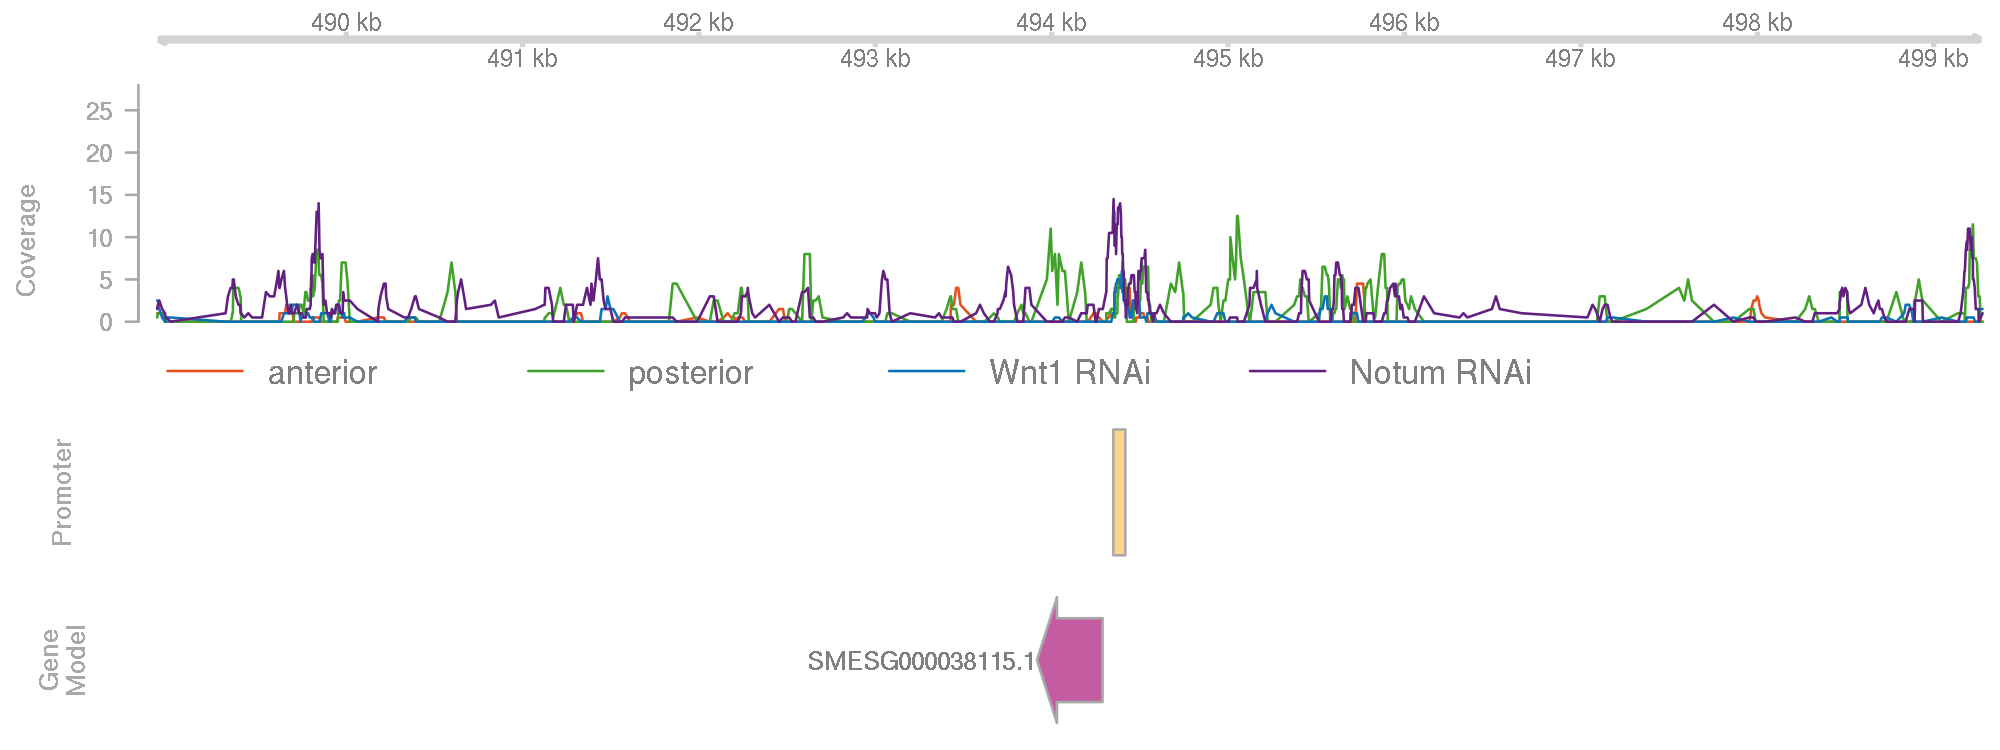 490 kb 492 kb 494 kb 496 kb 498 kb
491 kb 493 kb 495 kb 497 kb 499 kb
Coverage
25
20
15
10
5
0
anterior posterior Wnt1 RNAi Notum RNAi
Promoter
Gene
Model
SMESG000038115.1